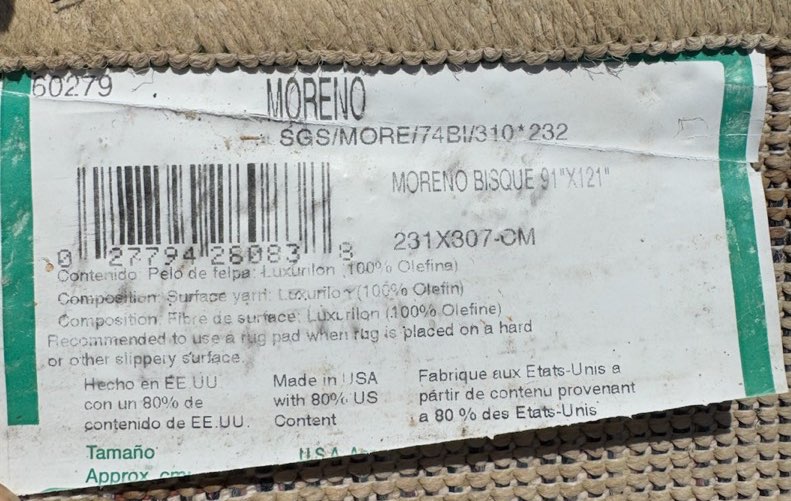 60279
MORENO
SGS/MORE/74BI/310*232
MORENO BISQUE 91"X121"
231X307-CM
0 27794 28083 8
Contenido: Pelo de felpa: Luxurilon (100% Olefina)
Composition: Surface yarn: Luxurilon (100% Olefin)
Composition: Fibre de surface: Luxurilon (100% Olefine)
Recommended to use a rug pad when rug is placed on a hard
or other slippery surface.
Hecho en EE.UU.
con un 80% de
contenido de EE.UU.
Made in USA
with 80% US
Content
Fabrique aux Etats-Unis a
pártir de contenu provenant
a 80 % des Etats-Unis
Tamaño
Approx. cm:
USA